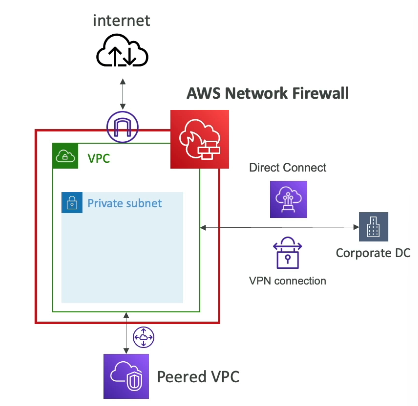 internet
AWS Network Firewall
VPC
Private subnet
Direct Connect
Corporate DC
VPN connection
Peered VPC